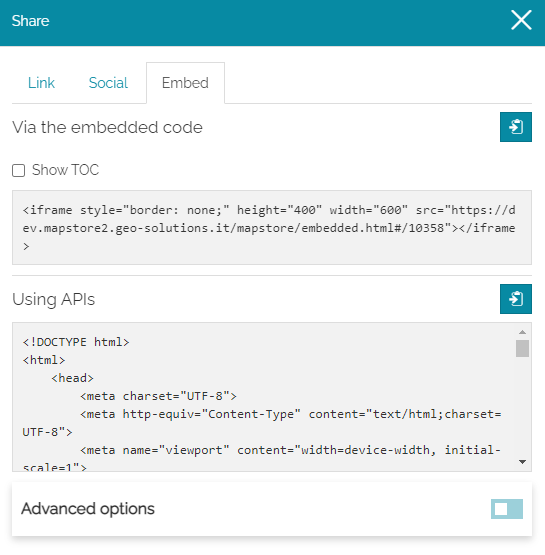 Share
Link Social Embed
Via the embedded code
Show TOC
<iframe style="border: none;" height="400" width="600" src="https://d
ev.mapstore2.geo-solutions.it/mapstore/embedded.html#/10358"></iframe
>
Using APIs
<!DOCTYPE html>
<html>
<head>
<meta charset="UTF-8">
<meta http-equiv="Content-Type" content="text/html;charset=
UTF-8">
<meta name="viewport" content="width=device-width, initial-
scale=1">
Advanced options